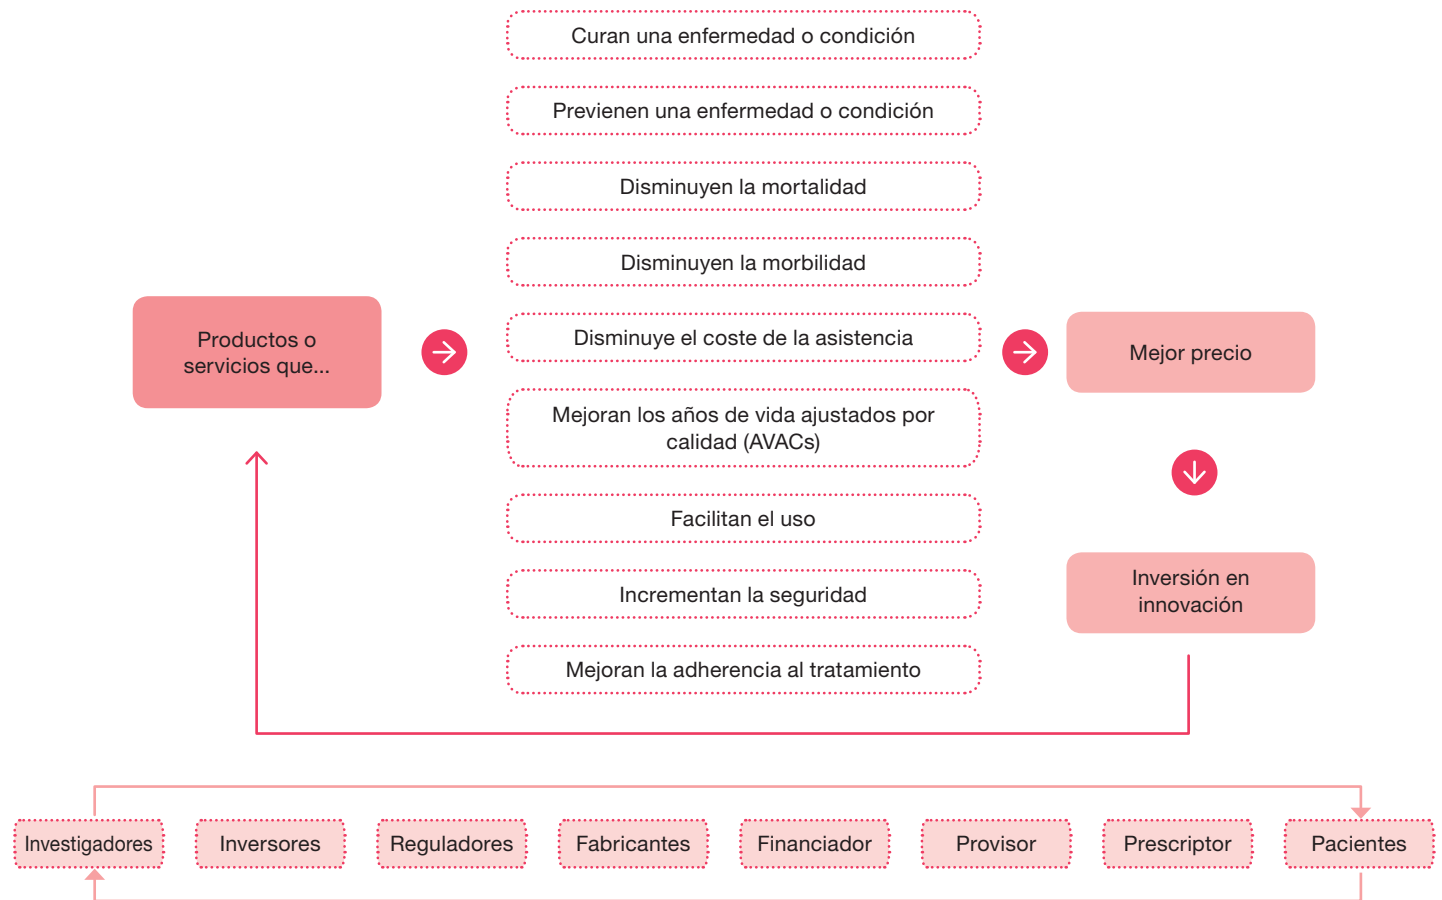 Curan una enfermedad o condición
Previenen una enfermedad o condición
Disminuyen la mortalidad
Disminuyen la morbilidad
Productos o
servicios que...
Disminuye el coste de la asistencia
Mejor precio
Mejoran los años de vida ajustados por
calidad (AVACs)
Facilitan el uso
Inversión en
innovación
Incrementan la seguridad
Mejoran la adherencia al tratamiento
Investigadores
Inversores
Reguladores
Fabricantes
Financiador
Provisor
Prescriptor
Pacientes